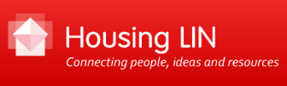 Housing LIN
Connecting people, ideas and resources